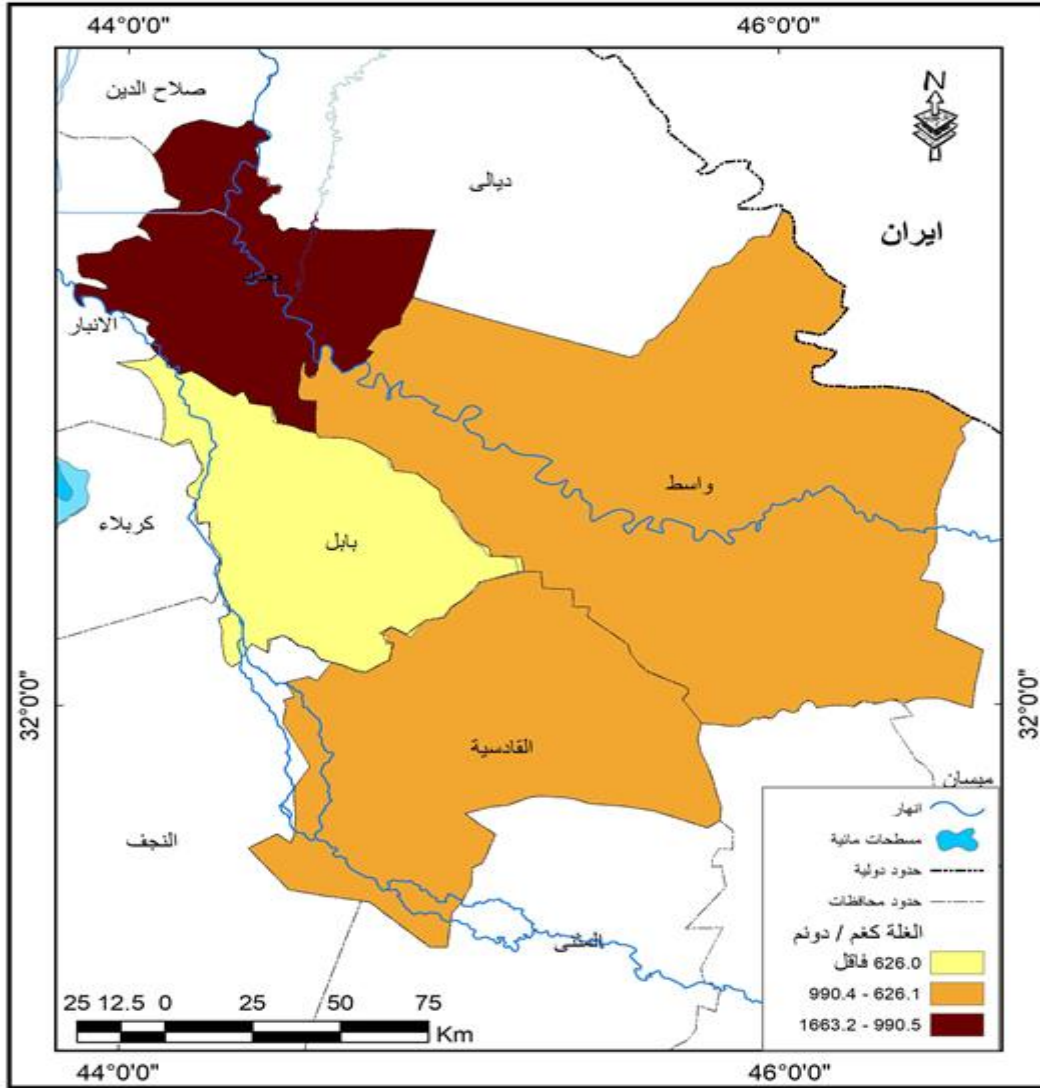 44°0'0"
46°0'0"
N
صلاح الدين
ديالى
ايران
الانبار
واسط
كربلاء
بابل
32°0'0"
32°0'0"
القادسية
ميسان
النجف
المثنى
انهار
مسطحات مائية
حدود دولية
حدود محافظات
الغلة كغم / دونم
626.0 فاقل
990.4 - 626.1
1663.2 - 990.5
25 12.5 0 25 50 75
Km
44°0'0"
46°0'0"